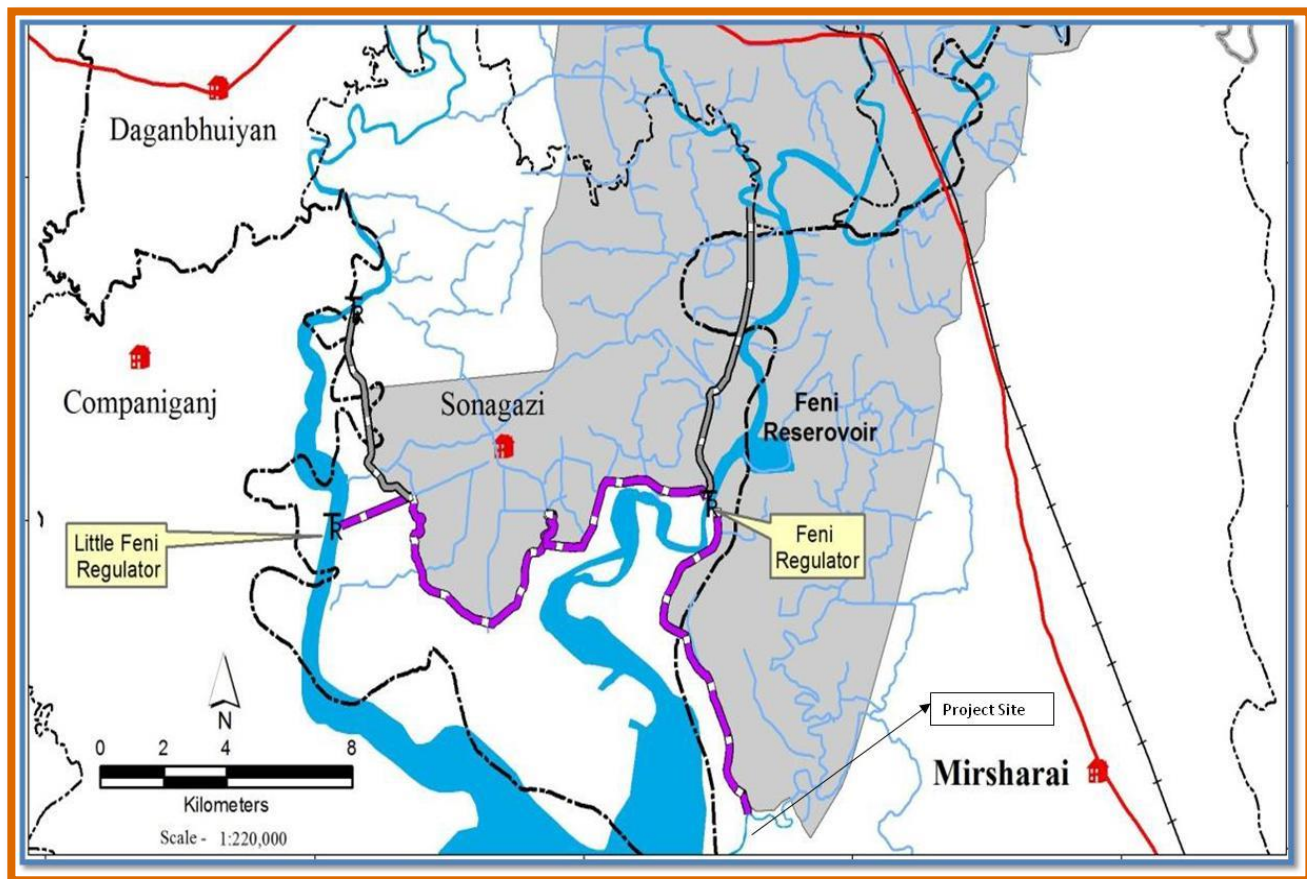 Daganbhuiyan
Companiganj
Sonagazi
Feni
Reserovoir
Little Feni
Regulator
Feni
Regulator
N
0 2 4 8
Kilometers
Scale - 1:220,000
Project Site
Mirsharai